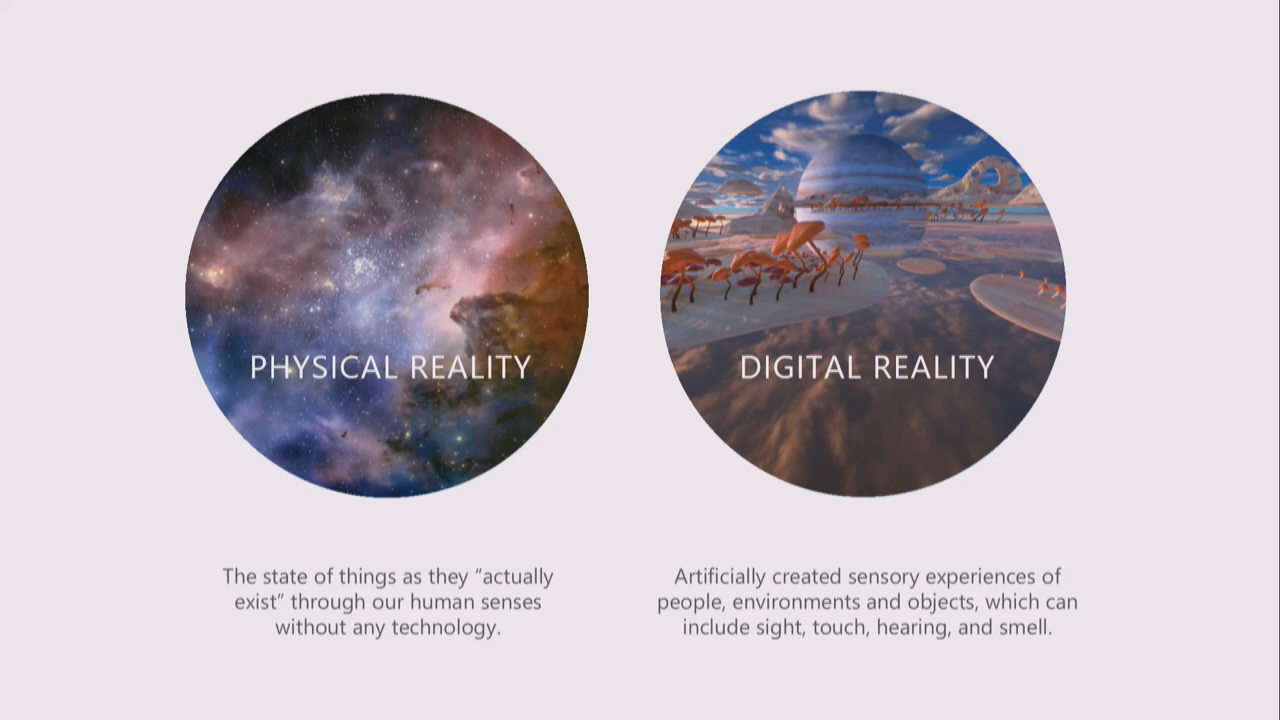 PHYSICAL REALITY
The state of things as they “actually
exist” through our human senses
without any technology.
DIGITAL REALITY
Artificially created sensory experiences of
people, environments and objects, which can
include sight, touch, hearing, and smell.